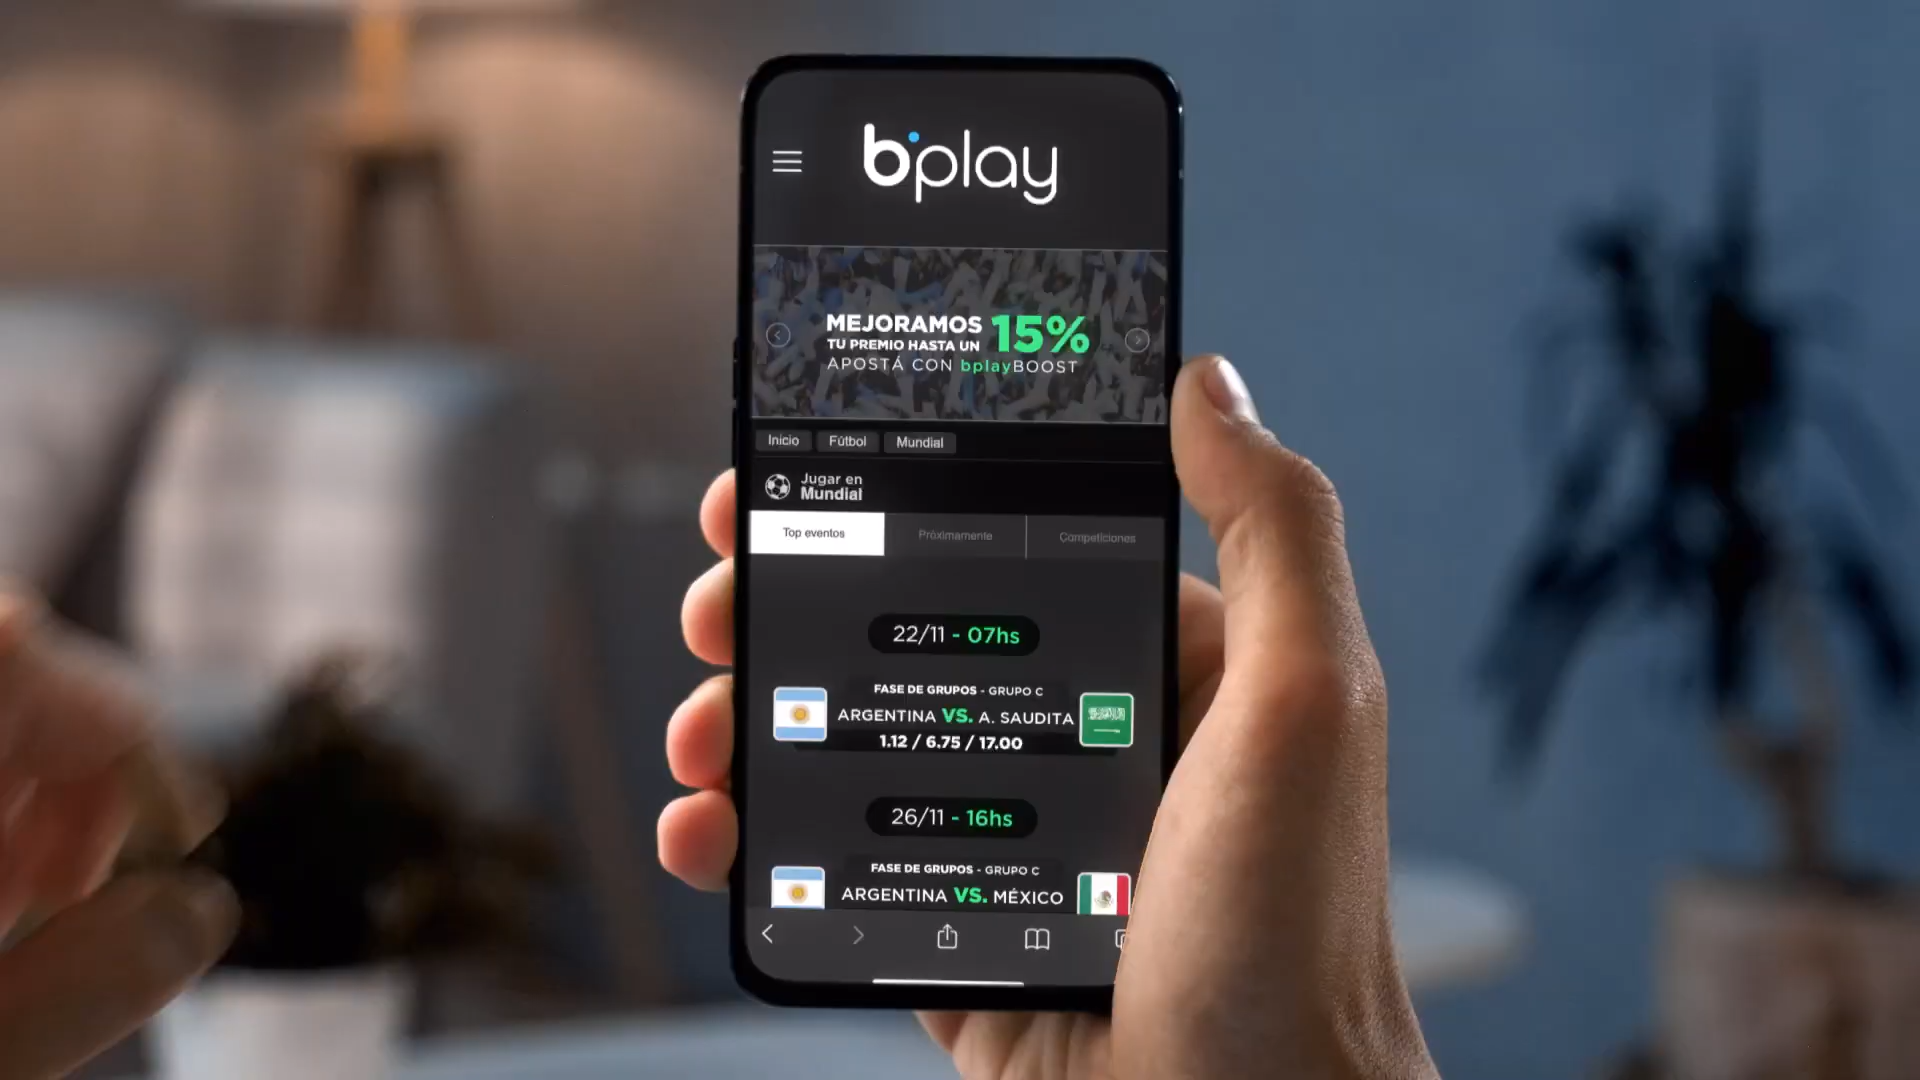 bplay
MEJORAMOS 15%
TU PREMIO HASTA UN
APOSTÁ CON bplayBOOST
Inicio Fútbol Mundial
Jugar en
Mundial
Top eventos Próximamente Competiciones
22/11 - 07hs
FASE DE GRUPOS - GRUPO C
ARGENTINA VS. A. SAUDITA
1.12 / 6.75 / 17.00
26/11 - 16hs
FASE DE GRUPOS - GRUPO C
ARGENTINA VS. MÉXICO